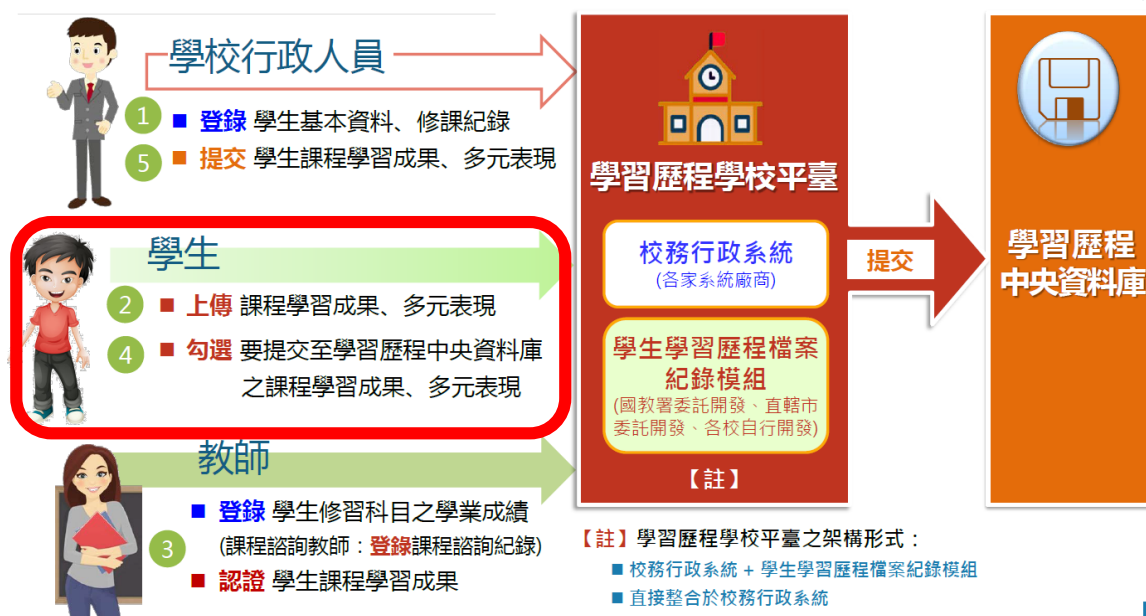 學校行政人員
1 ■ 登錄 學生基本資料、修課紀錄
5 ■ 提交 學生課程學習成果、多元表現
學生
2 ■ 上傳 課程學習成果、多元表現
4 ■ 勾選 要提交至學習歷程中央資料庫
之課程學習成果、多元表現
教師
3
■ 登錄 學生修習科目之學業成績
(課程諮詢教師：登錄課程諮詢紀錄)
■ 認證 學生課程學習成果
學習歷程學校平臺
校務行政系統
(各家系統廠商)
學生學習歷程檔案
紀錄模組
(國教署委託開發、直轄市
委託開發、各校自行開發)
【註】
提交
學習歷程
中央資料庫
【註】學習歷程學校平臺之架構形式：
■ 校務行政系統 + 學生學習歷程檔案紀錄模組
■ 直接整合於校務行政系統